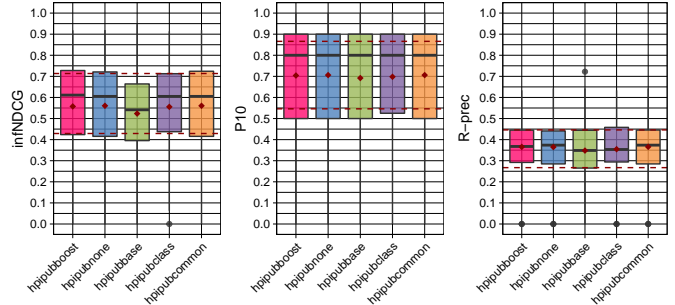 infNDCG
1.0
0.9
0.8
0.7
0.6
0.5
0.4
0.3
0.2
0.1
0.0
hpipubboost
hpipubnone
hpipubbase
hpipubclass
hpipubcommon
P10
1.0
0.9
0.8
0.7
0.6
0.5
0.4
0.3
0.2
0.1
0.0
hpipubboost
hpipubnone
hpipubbase
hpipubclass
hpipubcommon
R-prec
1.0
0.9
0.8
0.7
0.6
0.5
0.4
0.3
0.2
0.1
0.0
hpipubboost
hpipubnone
hpipubbase
hpipubclass
hpipubcommon